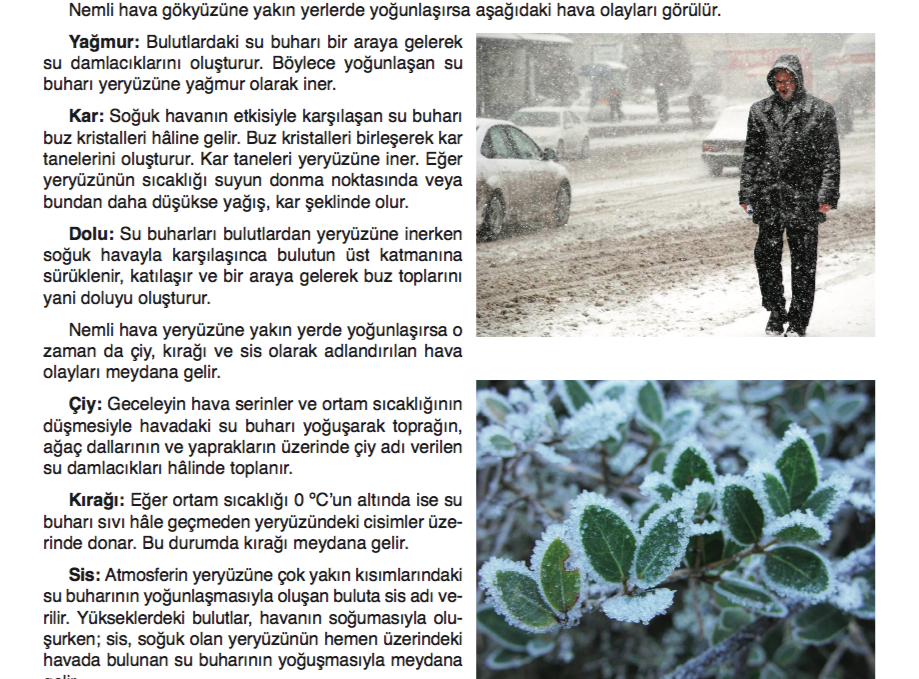 Nemli hava gökyüzüne yakın yerlerde yoğunlaşırsa aşağıdaki hava olayları görülür.
Yağmur: Bulutlardaki su buharı bir araya gelerek
su damlacıklarını oluşturur. Böylece yoğunlaşan su
buharı yeryüzüne yağmur olarak iner.
Kar: Soğuk havanın etkisiyle karşılaşan su buharı
buz kristalleri hâline gelir. Buz kristalleri birleşerek kar
tanelerini oluşturur. Kar taneleri yeryüzüne iner. Eğer
yeryüzünün sıcaklığı suyun donma noktasında veya
bundan daha düşükse yağış, kar şeklinde olur.
Dolu: Su buharları bulutlardan yeryüzüne inerken
soğuk havayla karşılaşınca bulutun üst katmanına
sürüklenir, katılaşır ve bir araya gelerek buz toplarını
yani doluyu oluşturur.
Nemli hava yeryüzüne yakın yerde yoğunlaşırsa o
zaman da çiy, kırağı ve sis olarak adlandırılan hava
olayları meydana gelir.
Çiy: Geceleyin hava serinler ve ortam sıcaklığının
düşmesiyle havadaki su buharı yoğuşarak toprağın,
ağaç dallarının ve yaprakların üzerinde çiy adı verilen
su damlacıkları hâlinde toplanır.
Kırağı: Eğer ortam sıcaklığı 0 ºC’un altında ise su
buharı sıvı hâle geçmeden yeryüzündeki cisimler üze-
rinde donar. Bu durumda kırağı meydana gelir.
Sis: Atmosferin yeryüzüne çok yakın kısımlarındaki
su buharının yoğunlaşmasıyla oluşan buluta sis adı ve-
rilir. Yükseklerdeki bulutlar, havanın soğumasıyla olu-
şurken; sis, soğuk olan yeryüzünün hemen üzerindeki
havada bulunan su buharının yoğuşmasıyla meydana